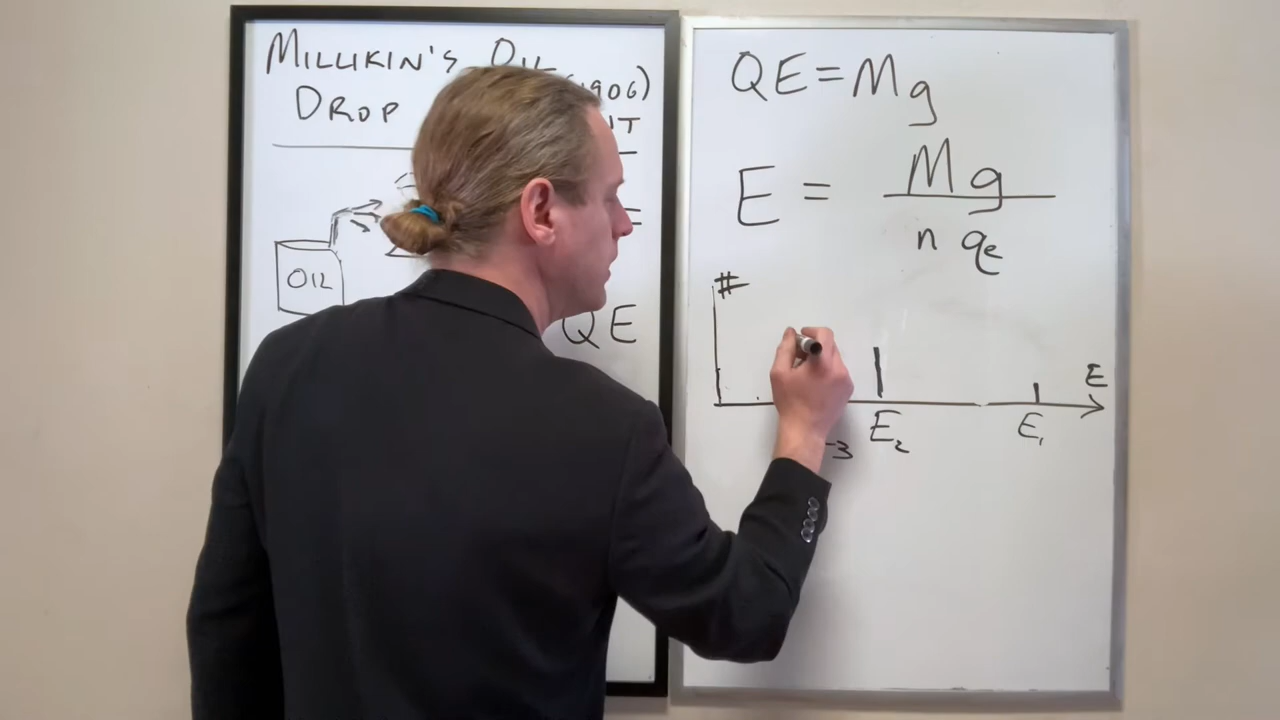 MILLIKIN'S OIL
DROP 1906)
OIL
QE
QE = Mg
E = Mg
n qe
#
E
E2 E1